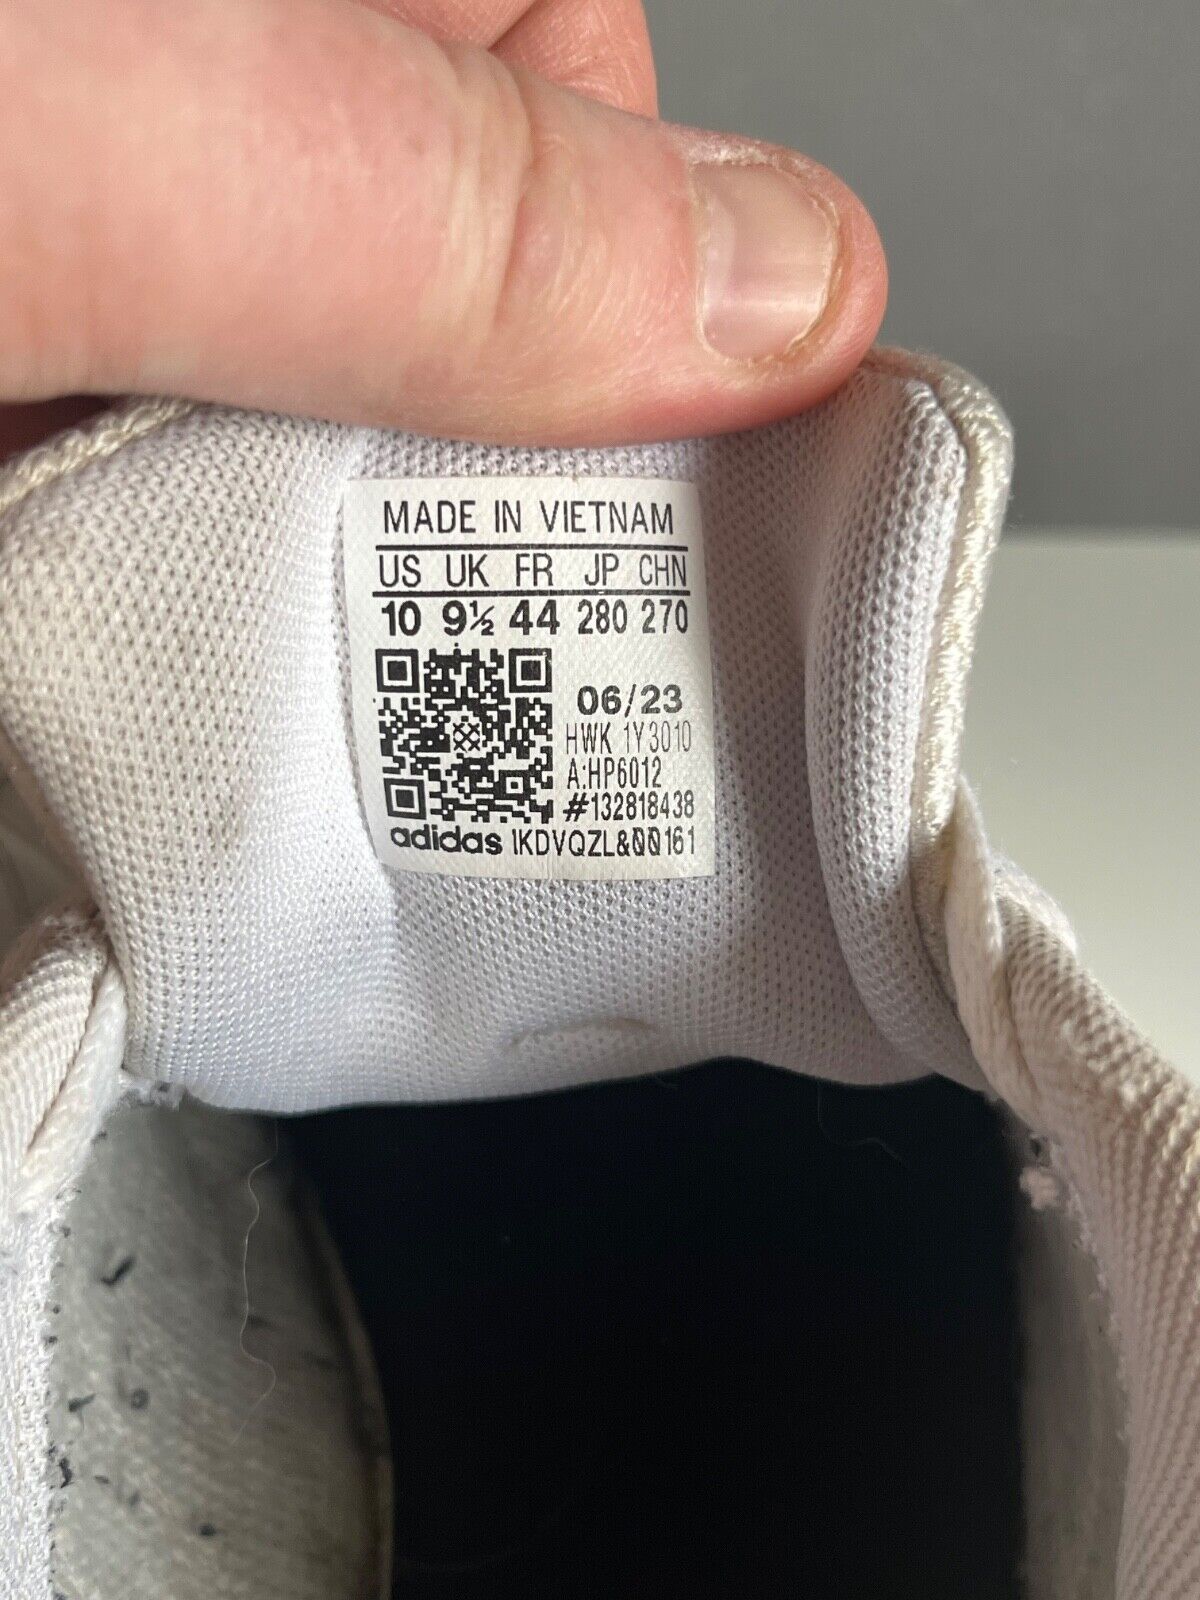 MADE IN VIETNAM
US UK FR JP CHN
10 9½ 44 280 270
06/23
HWK 1Y3010
A:HP6012
#132818438
adidas IKDVQZL&00161